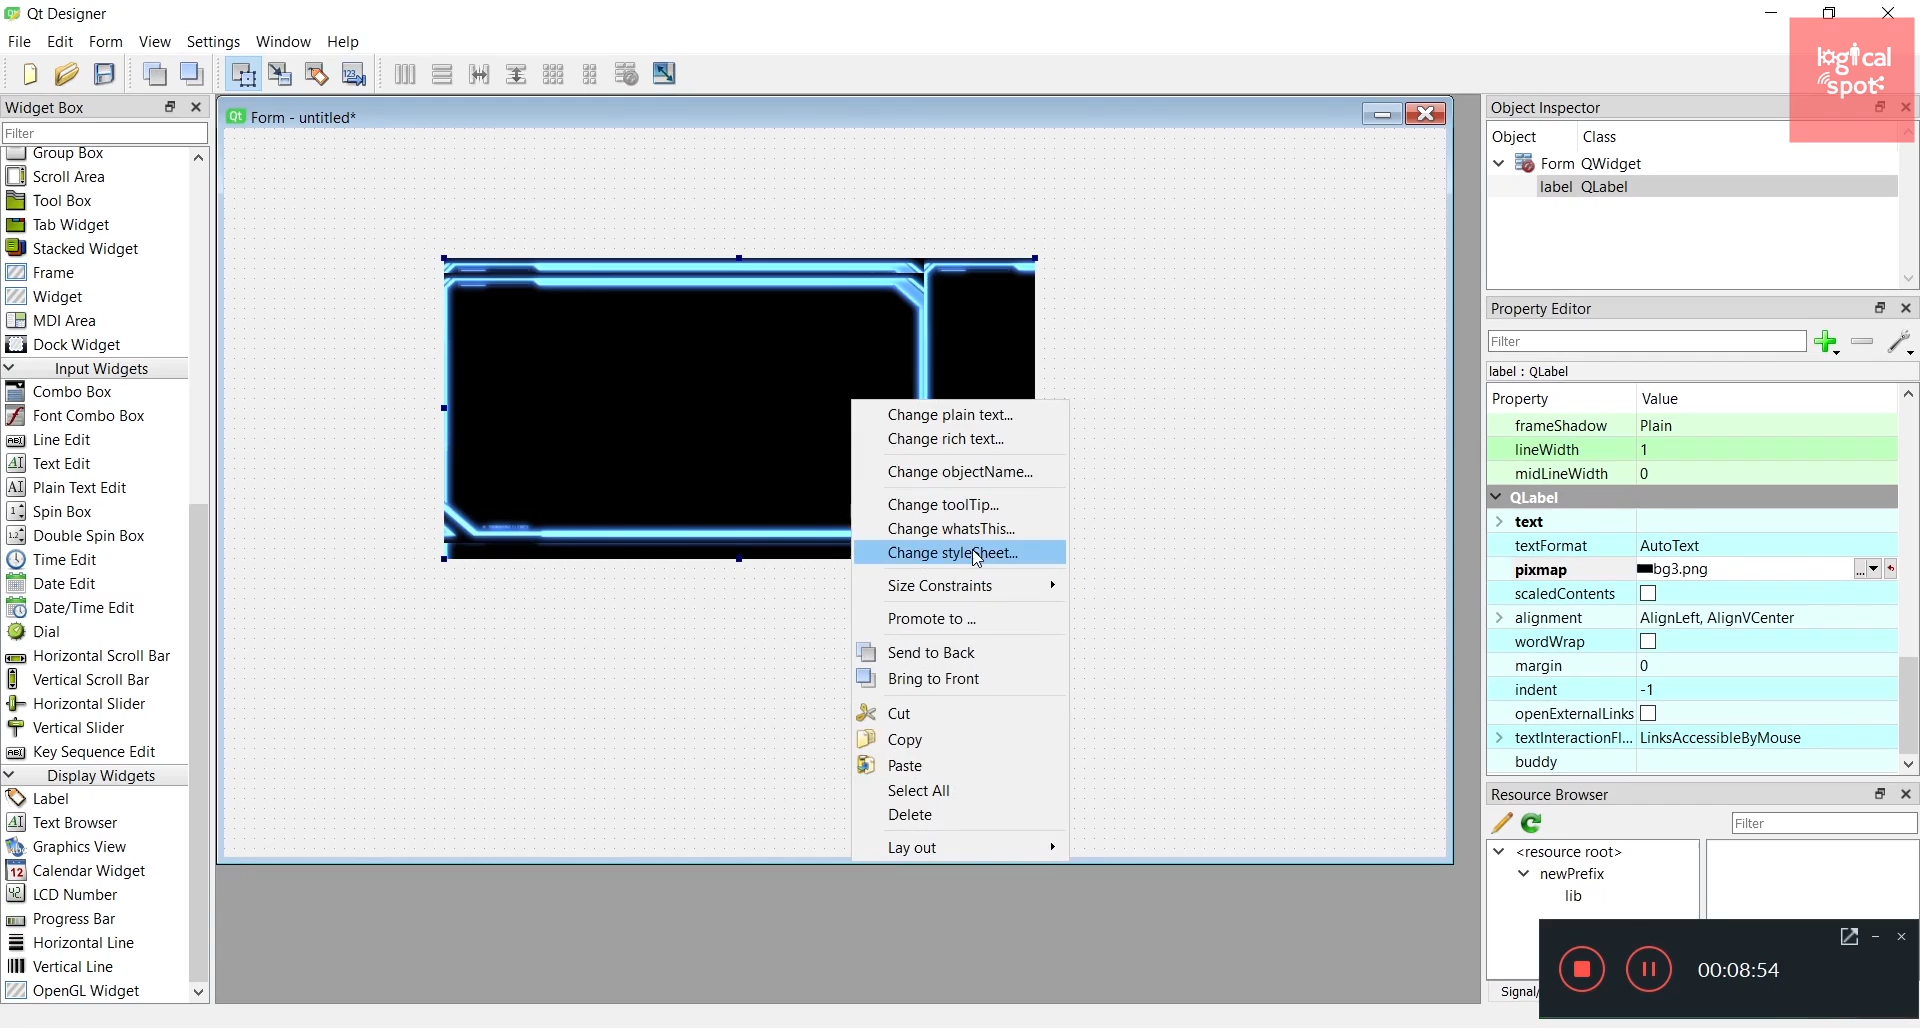 Qt Designer
File Edit Form View Settings Window Help
logical
spot
Widget Box
Filter
Group Box
Scroll Area
Tool Box
Tab Widget
Stacked Widget
Frame
Widget
MDI Area
Dock Widget
Input Widgets
Combo Box
Font Combo Box
Line Edit
Text Edit
Plain Text Edit
Spin Box
Double Spin Box
Time Edit
Date Edit
Date/Time Edit
Dial
Horizontal Scroll Bar
Vertical Scroll Bar
Horizontal Slider
Vertical Slider
Key Sequence Edit
Display Widgets
Label
Text Browser
Graphics View
Calendar Widget
LCD Number
Progress Bar
Horizontal Line
Vertical Line
OpenGL Widget
Form - untitled*
Change plain text...
Change rich text...
Change objectName...
Change toolTip...
Change whatsThis...
Change styleSheet...
Size Constraints
Promote to ...
Send to Back
Bring to Front
Cut
Copy
Paste
Select All
Delete
Lay out
Object Inspector
Object Class
Form QWidget
label QLabel
Property Editor
Filter
label : QLabel
Property Value
frameShadow Plain
lineWidth 1
midLineWidth 0
QLabel
text
textFormat AutoText
pixmap bg3.png ...
scaledContents
alignment AlignLeft, AlignVCenter
wordWrap
margin 0
indent -1
openExternalLinks
textInteractionFl... LinksAccessibleByMouse
buddy
Resource Browser
Filter
<resource root>
newPrefix
lib
Signal/
00:08:54